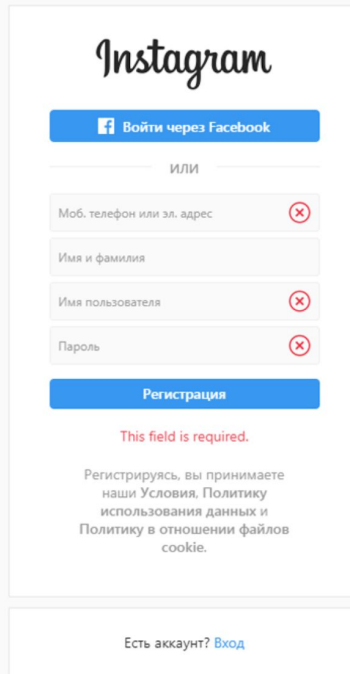 Instagram
Войти через Facebook
ИЛИ
Моб. телефон или эл. адрес
Имя и фамилия
Имя пользователя
Пароль
Регистрация
This field is required.
Регистрируясь, вы принимаете
наши Условия, Политику
использования данных и
Политику в отношении файлов
cookie.
Есть аккаунт? Вход